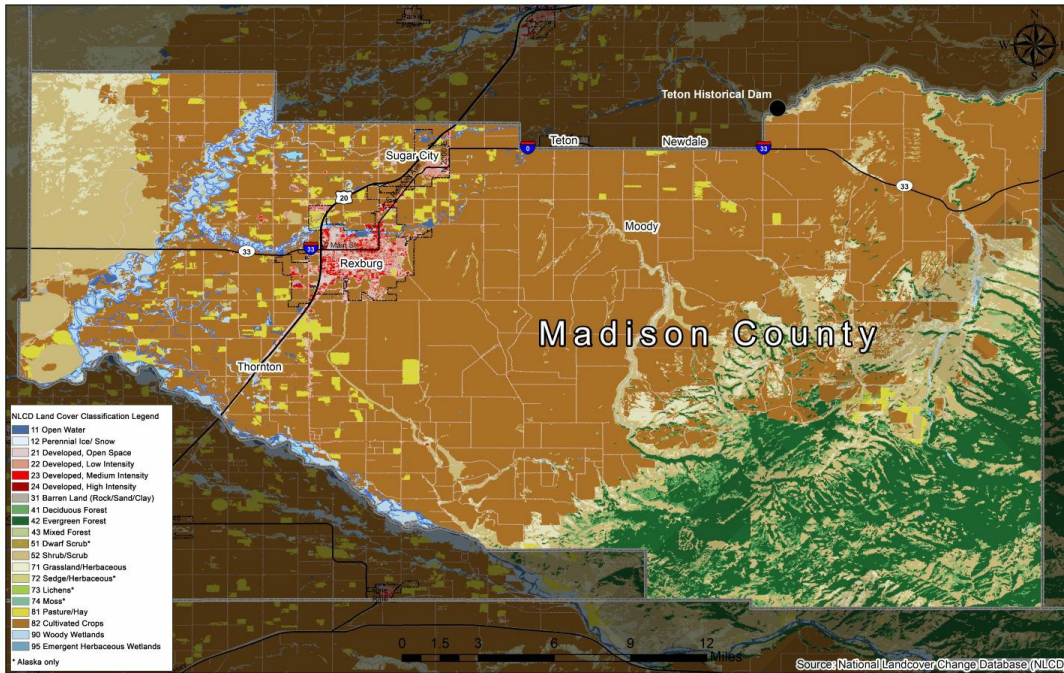 Parker
N
W
S
Teton Historical Dam
Teton
Newdale
0
33
Sugar City
33
20
Moody
33
33
W Main St
Rexburg
Madison County
Thornton
NLCD Land Cover Classification Legend
11 Open Water
12 Perennial Ice/ Snow
21 Developed, Open Space
22 Developed, Low Intensity
23 Developed, Medium Intensity
24 Developed, High Intensity
31 Barren Land (Rock/Sand/Clay)
41 Deciduous Forest
42 Evergreen Forest
43 Mixed Forest
51 Dwarf Scrub*
52 Shrub/Scrub
71 Grassland/Herbaceous
72 Sedge/Herbaceous*
73 Lichens*
74 Moss*
81 Pasture/Hay
82 Cultivated Crops
90 Woody Wetlands
95 Emergent Herbaceous Wetlands
* Alaska only
0 1.5 3 6 9 12
Miles
Source: National Landcover Change Database (NLCD